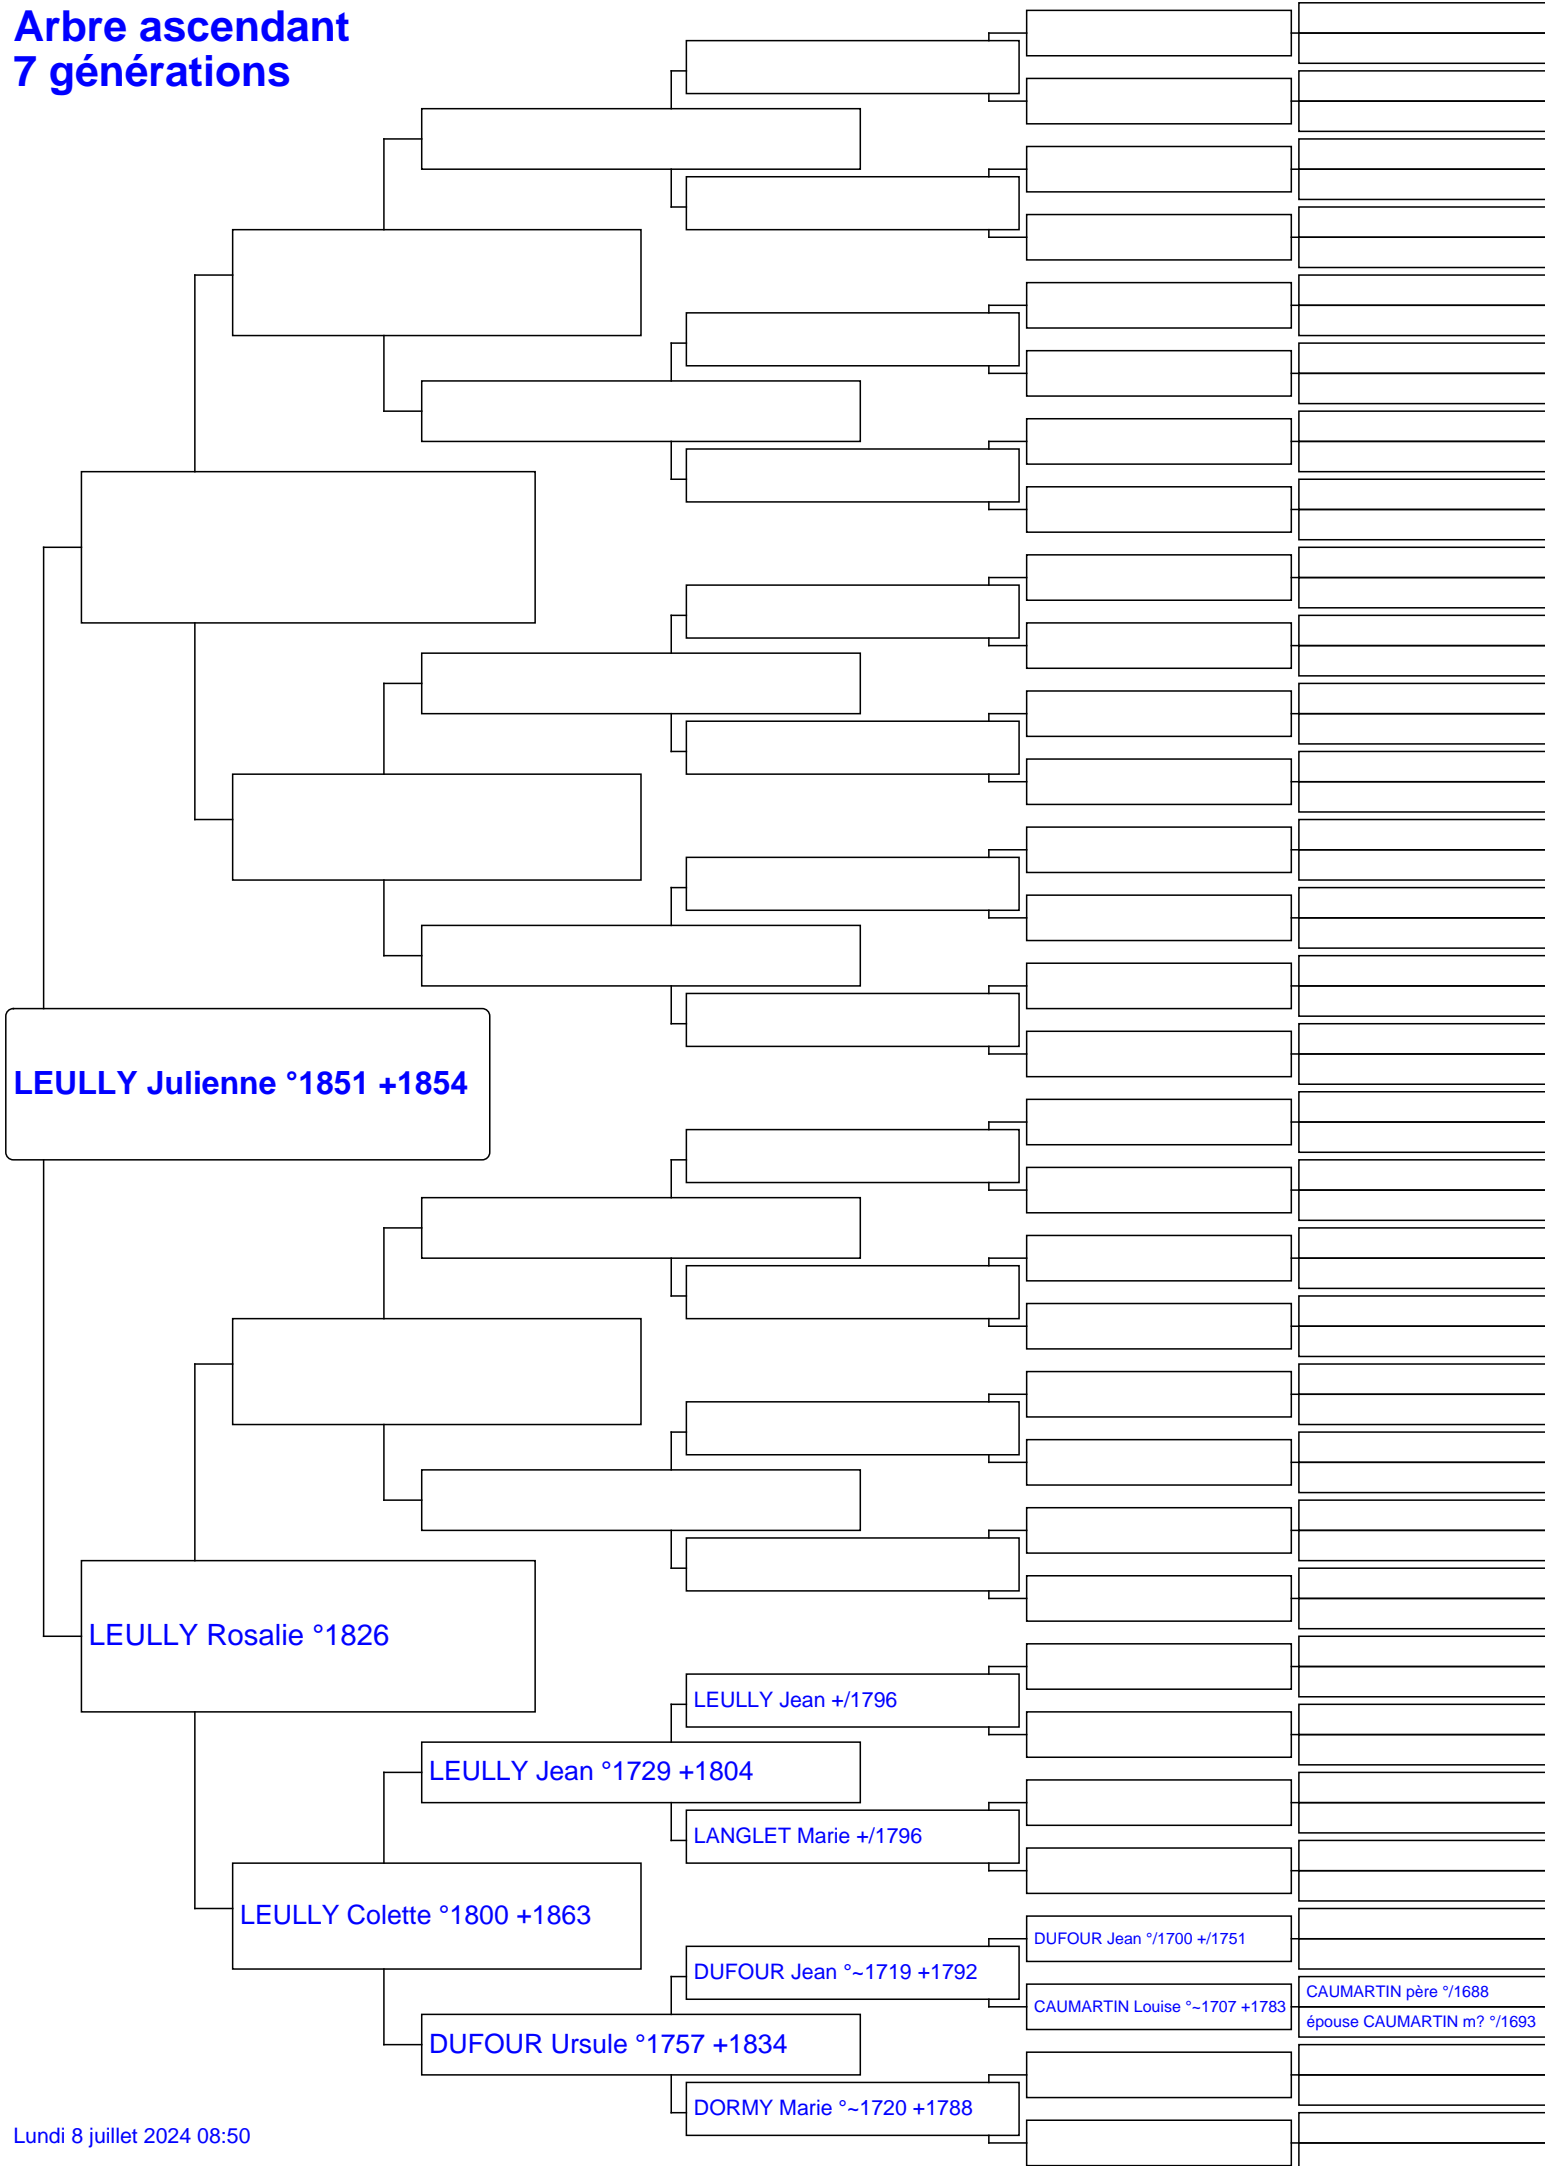 Arbre ascendant
7 générations
LEULLY Julienne °1851 +1854
LEULLY Rosalie °1826
LEULLY Jean +/1796
LEULLY Jean °1729 +1804
LANGLET Marie +/1796
LEULLY Colette °1800 +1863
DUFOUR Jean °/1700 +/1751
DUFOUR Jean °~1719 +1792
CAUMARTIN père °/1688
CAUMARTIN Louise °~1707 +1783
épouse CAUMARTIN m? °/1693
DUFOUR Ursule °1757 +1834
DORMY Marie °~1720 +1788
Lundi 8 juillet 2024 08:50